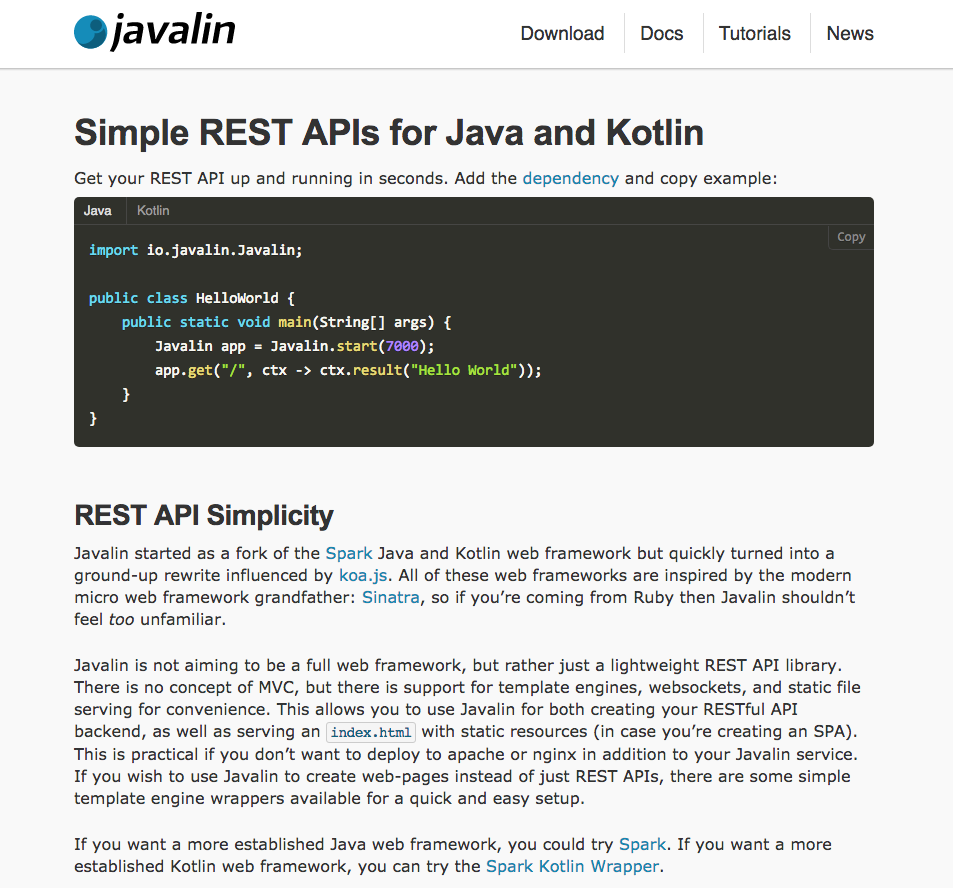 javalin
Download
Docs
Tutorials
News
Simple REST APIs for Java and Kotlin
Get your REST API up and running in seconds. Add the dependency and copy example:
Java
Kotlin
Copy
import io.javalin.Javalin;
public class HelloWorld {
    public static void main(String[] args) {
        Javalin app = Javalin.start(7000);
        app.get("/", ctx -> ctx.result("Hello World"));
    }
}
REST API Simplicity
Javalin started as a fork of the Spark Java and Kotlin web framework but quickly turned into a
ground-up rewrite influenced by koa.js. All of these web frameworks are inspired by the modern
micro web framework grandfather: Sinatra, so if you’re coming from Ruby then Javalin shouldn’t
feel too unfamiliar.
Javalin is not aiming to be a full web framework, but rather just a lightweight REST API library.
There is no concept of MVC, but there is support for template engines, websockets, and static file
serving for convenience. This allows you to use Javalin for both creating your RESTful API
backend, as well as serving an index.html with static resources (in case you’re creating an SPA).
This is practical if you don’t want to deploy to apache or nginx in addition to your Javalin service.
If you wish to use Javalin to create web-pages instead of just REST APIs, there are some simple
template engine wrappers available for a quick and easy setup.
If you want a more established Java web framework, you could try Spark. If you want a more
established Kotlin web framework, you can try the Spark Kotlin Wrapper.